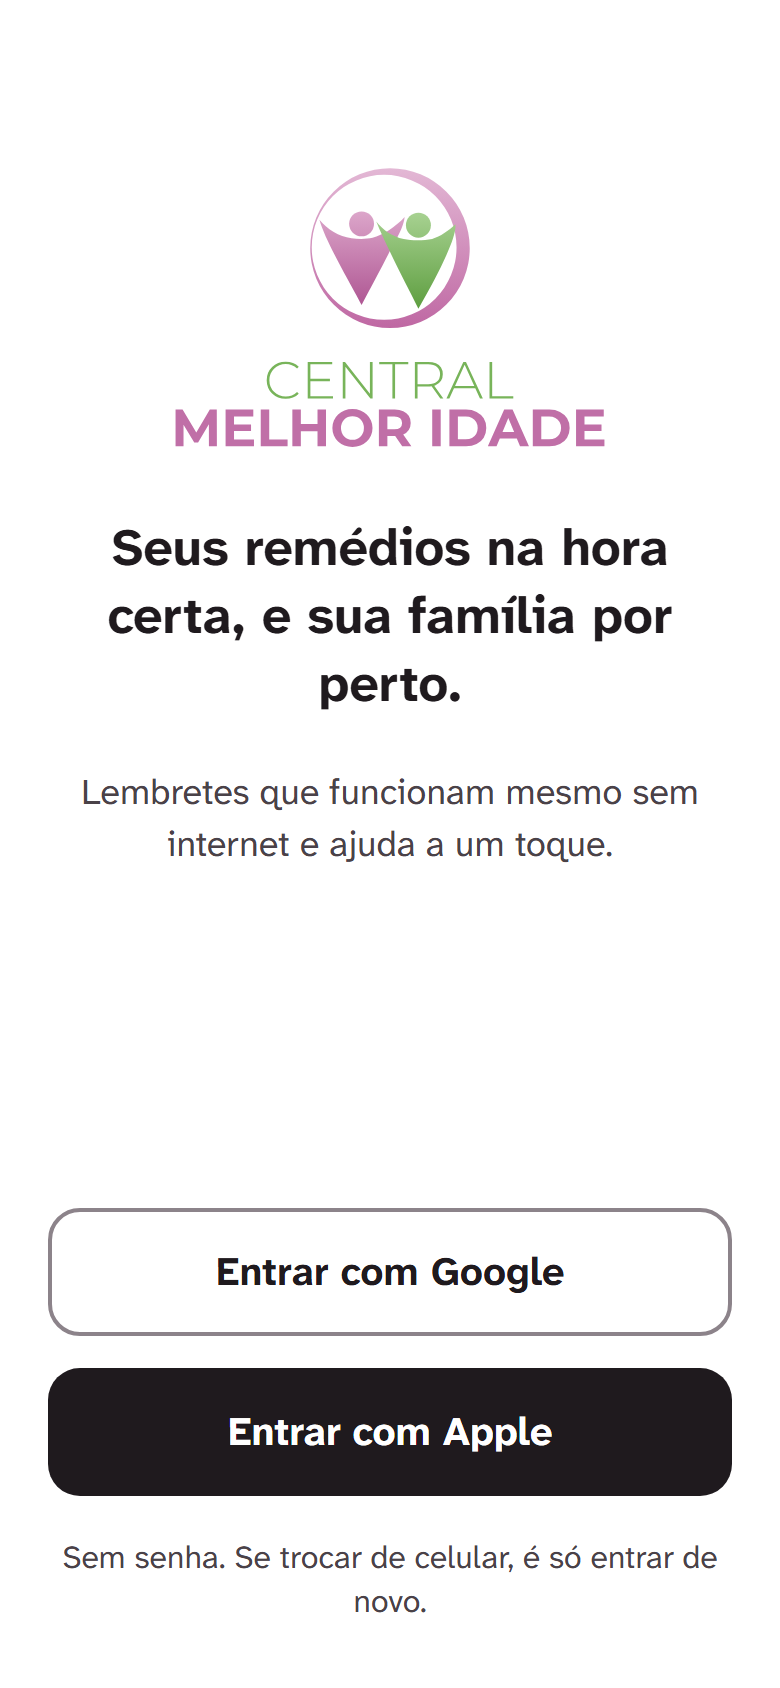 CENTRAL
MELHOR IDADE
Seus remédios na hora
certa, e sua família por
perto.
Lembretes que funcionam mesmo sem
internet e ajuda a um toque.
Entrar com Google
Entrar com Apple
Sem senha. Se trocar de celular, é só entrar de
novo.